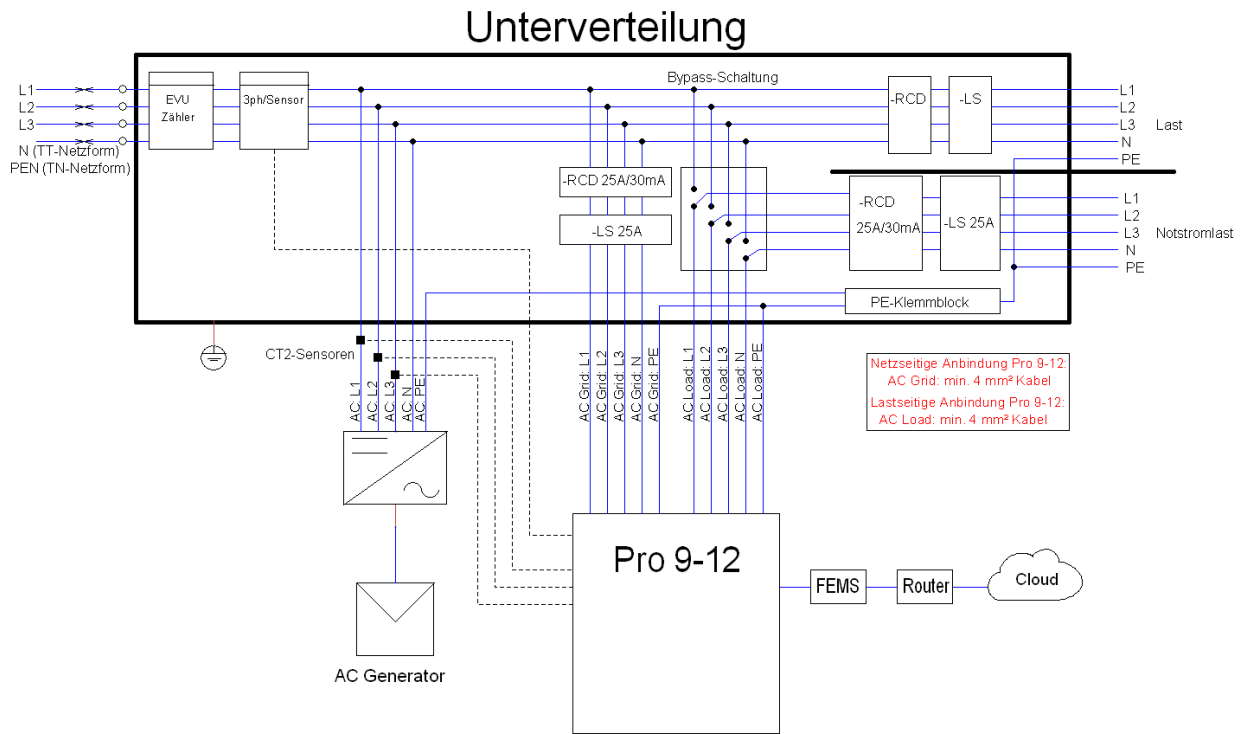 Unterverteilung
L1
L2
L3
N (TT-Netzform)
PEN (TN-Netzform)
EVU
Zähler
3ph/Sensor
Bypass-Schaltung
-RCD
-LS
L1
L2
L3
N
PE
Last
-RCD 25A/30mA
-LS 25A
-RCD
25A/30mA
-LS 25A
L1
L2
L3
N
PE
Notstromlast
PE-Klemmblock
CT2-Sensoren
AC: L1
AC: L2
AC: L3
AC: N
AC: PE
AC Grid: L1
AC Grid: L2
AC Grid: L3
AC Grid: N
AC Grid: PE
AC Load: L1
AC Load: L2
AC Load: L3
AC Load: N
AC Load: PE
Netzseitige Anbindung Pro 9-12:
AC Grid: min. 4 mm² Kabel
Lastseitige Anbindung Pro 9-12:
AC Load: min. 4 mm² Kabel
Pro 9-12
FEMS
Router
Cloud
AC Generator